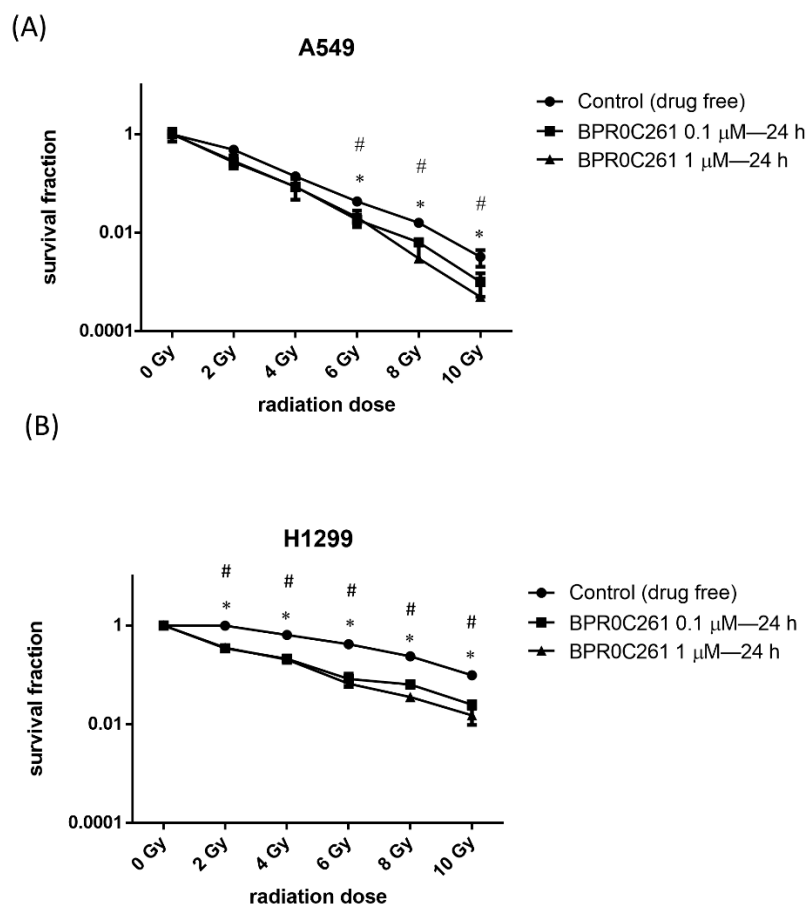 (A)
A549
Control (drug free)
BPR0C261 0.1 μM—24 h
BPR0C261 1 μM—24 h
# # #
* * *
1
0.01
0.0001
survival fraction
0 Gy 2 Gy 4 Gy 6 Gy 8 Gy 10 Gy
radiation dose
(B)
H1299
Control (drug free)
BPR0C261 0.1 μM—24 h
BPR0C261 1 μM—24 h
# # # # #
* * * * *
1
0.01
0.0001
survival fraction
0 Gy 2 Gy 4 Gy 6 Gy 8 Gy 10 Gy
radiation dose